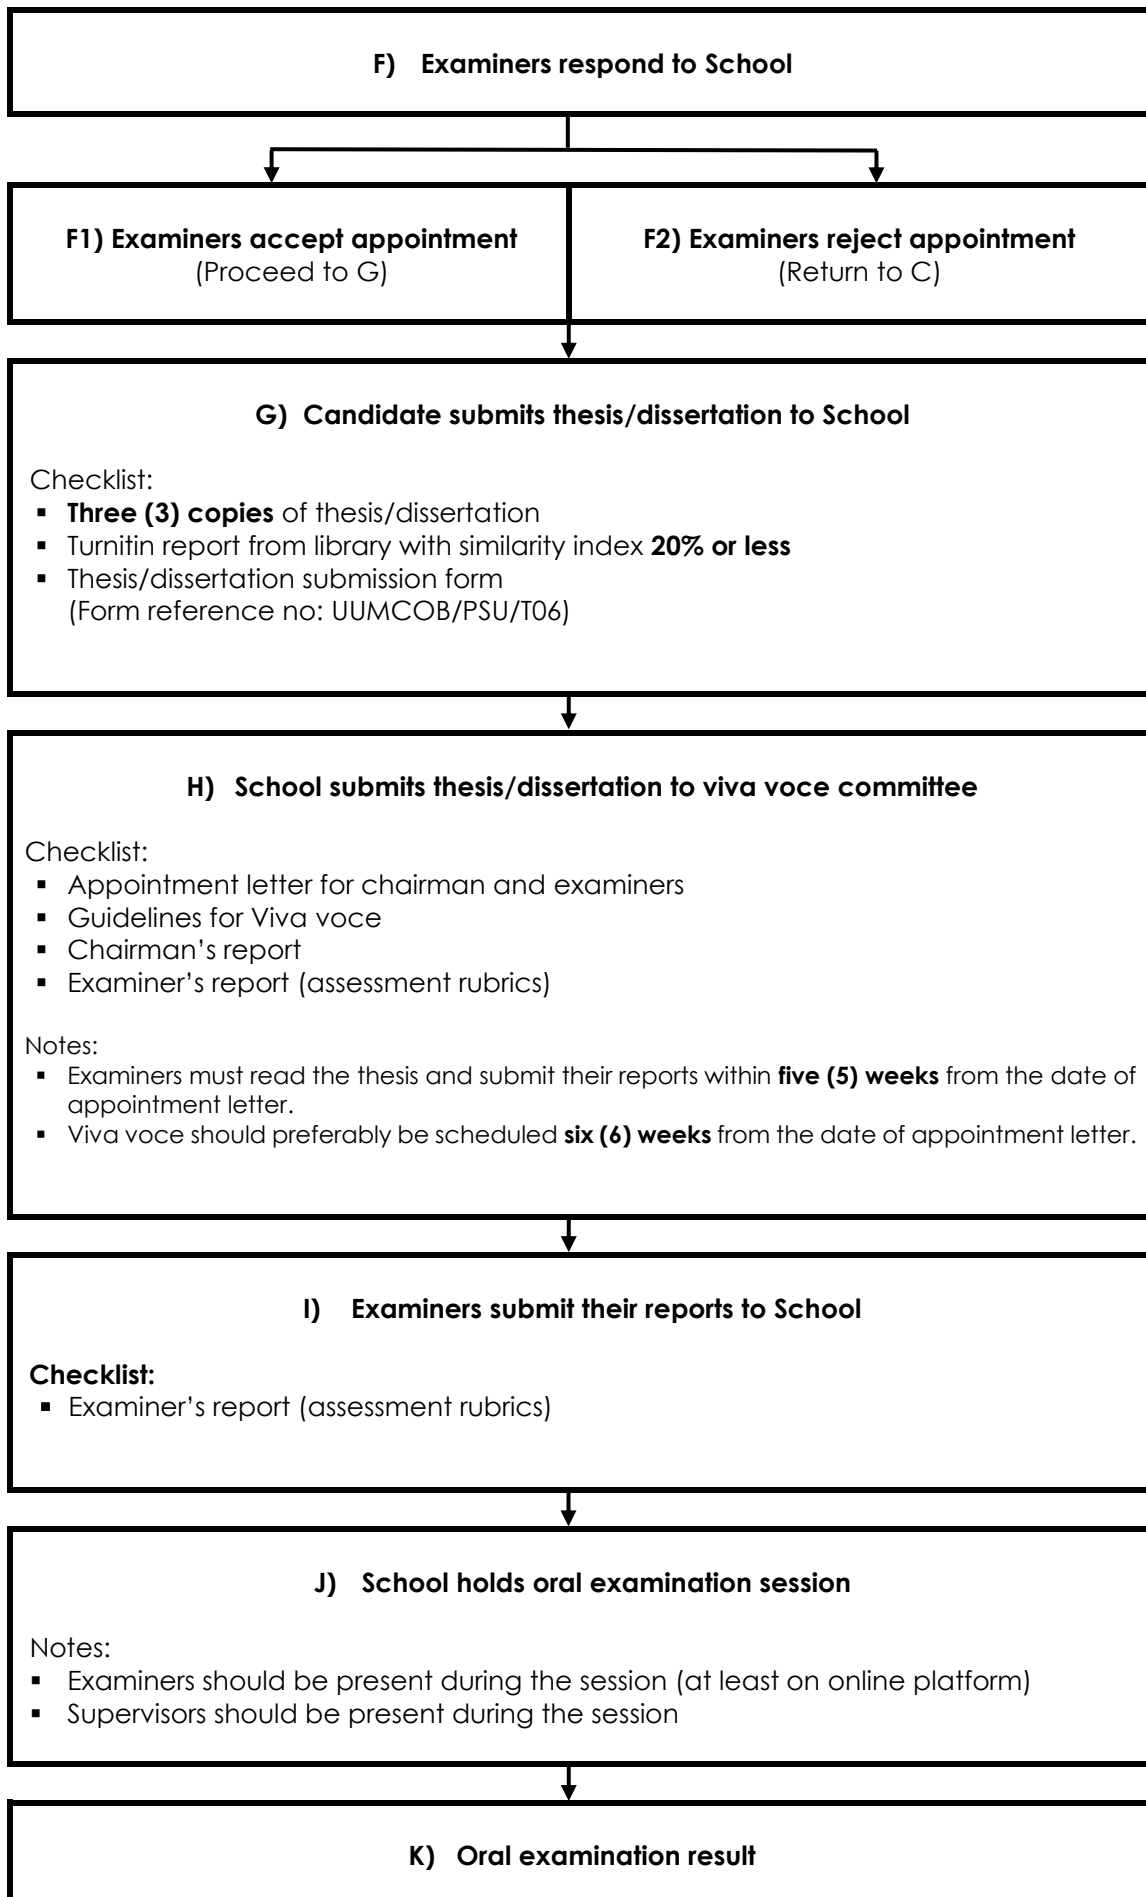 F) Examiners respond to School
F1) Examiners accept appointment
(Proceed to G)
F2) Examiners reject appointment
(Return to C)
G) Candidate submits thesis/dissertation to School
Checklist:
▪ Three (3) copies of thesis/dissertation
▪ Turnitin report from library with similarity index 20% or less
▪ Thesis/dissertation submission form
(Form reference no: UUMCOB/PSU/T06)
H) School submits thesis/dissertation to viva voce committee
Checklist:
▪ Appointment letter for chairman and examiners
▪ Guidelines for Viva voce
▪ Chairman’s report
▪ Examiner’s report (assessment rubrics)
Notes:
▪ Examiners must read the thesis and submit their reports within five (5) weeks from the date of
appointment letter.
▪ Viva voce should preferably be scheduled six (6) weeks from the date of appointment letter.
I) Examiners submit their reports to School
Checklist:
▪ Examiner’s report (assessment rubrics)
J) School holds oral examination session
Notes:
▪ Examiners should be present during the session (at least on online platform)
▪ Supervisors should be present during the session
K) Oral examination result